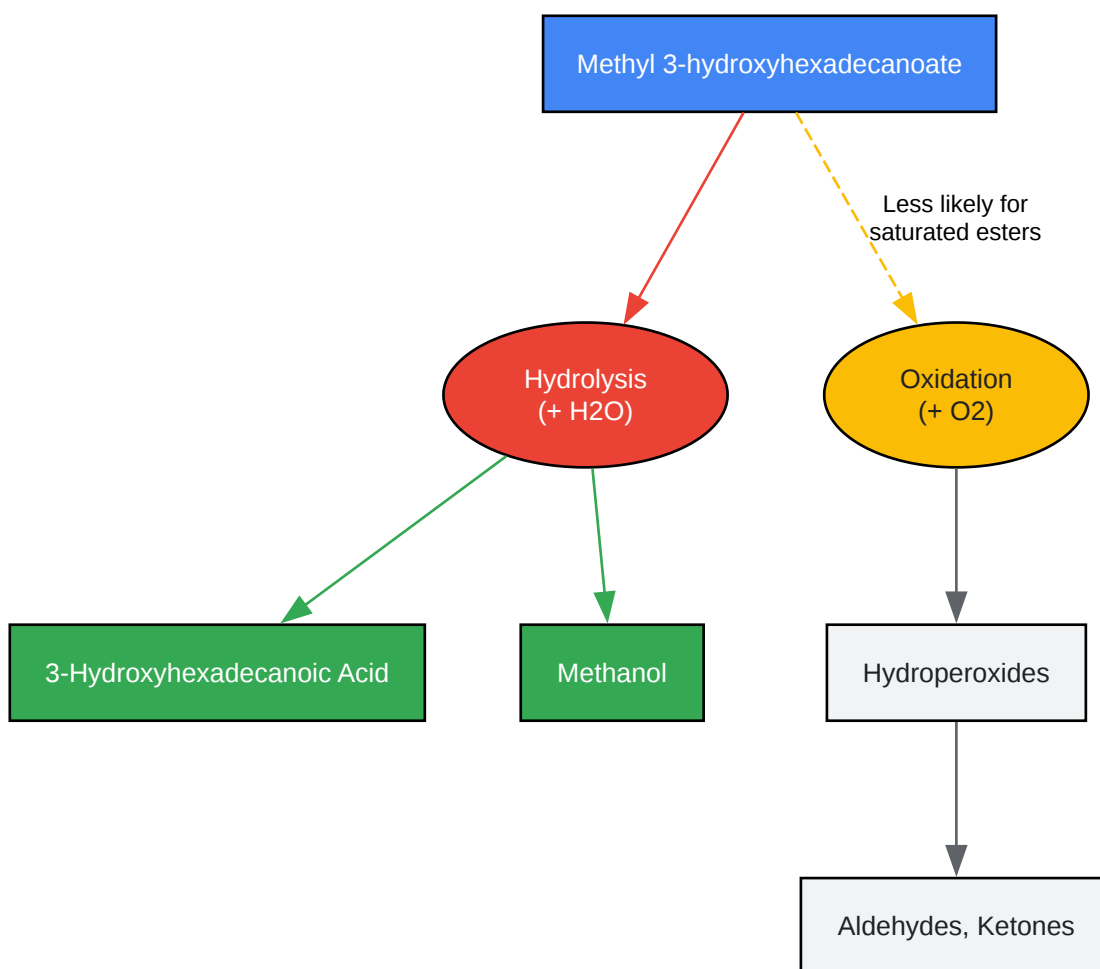 Methyl 3-hydroxyhexadecanoate
Less likely for
saturated esters
Hydrolysis
(+ H2O)
Oxidation
(+ O2)
3-Hydroxyhexadecanoic Acid
Methanol
Hydroperoxides
Aldehydes, Ketones